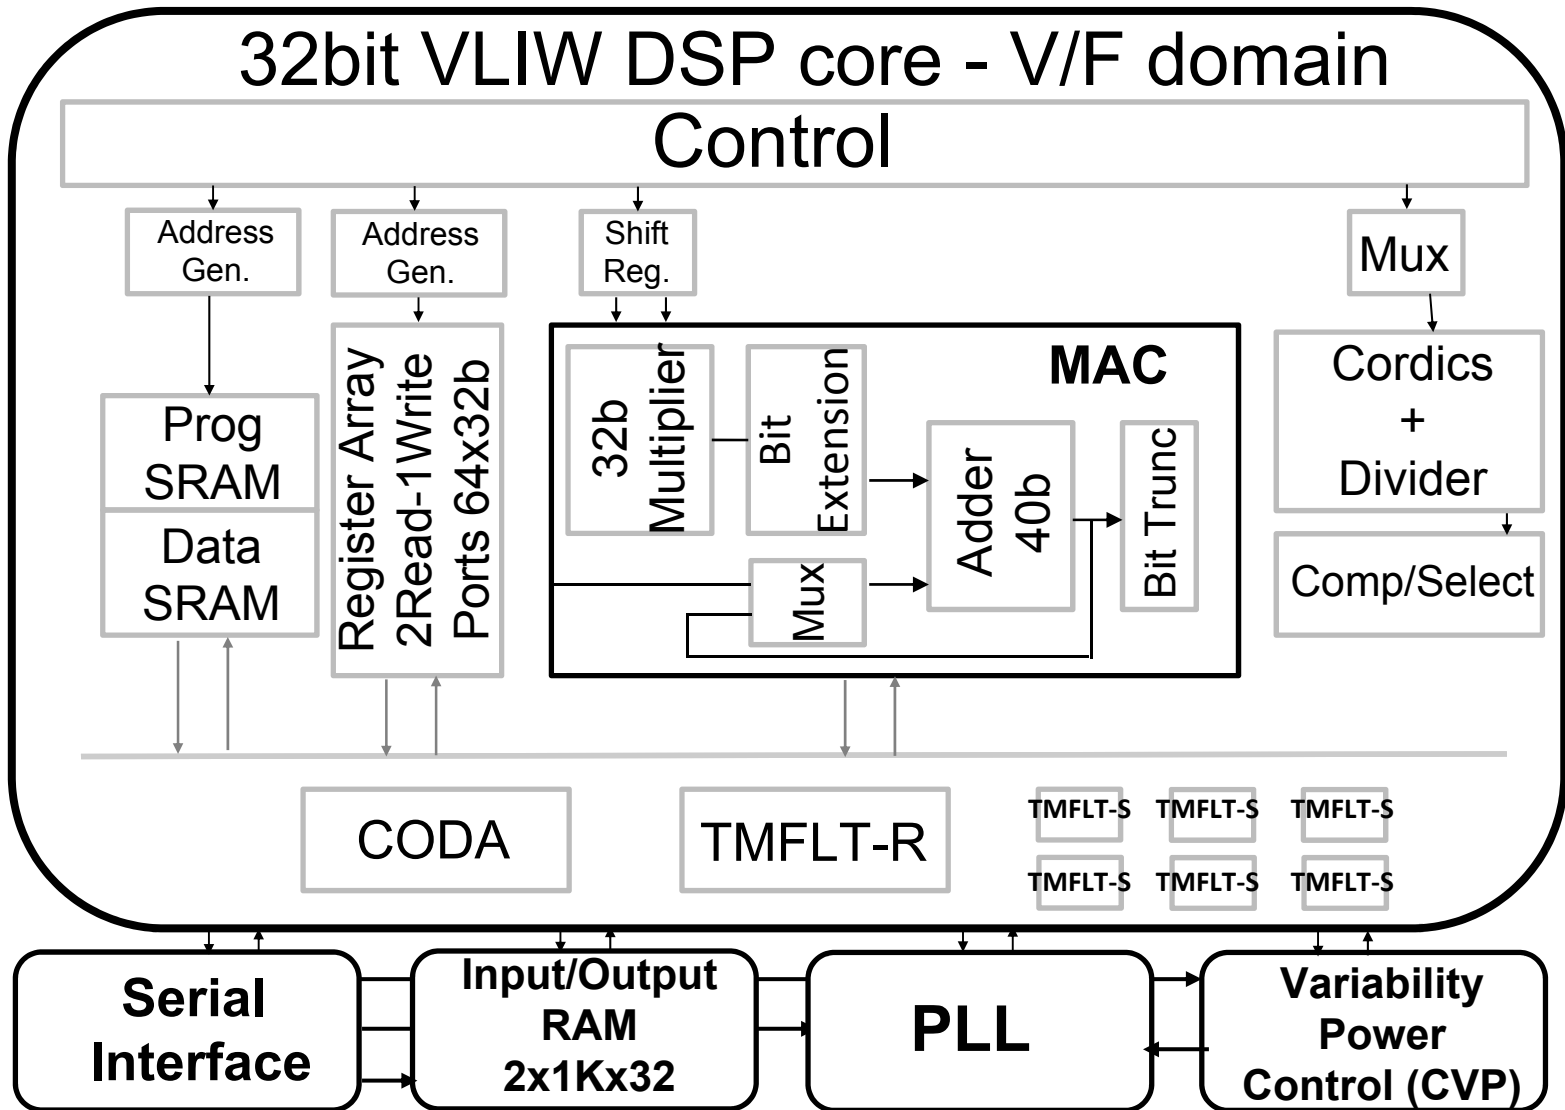 32bit VLIW DSP core - V/F domain
Control
Address
Gen.
Address
Gen.
Shift
Reg.
Mux
Prog
SRAM
Data
SRAM
Register Array
2Read-1Write
Ports 64x32b
MAC
32b
Multiplier
Bit
Extension
Mux
Adder
40b
Bit Trunc
Cordics
+
Divider
Comp/Select
CODA
TMFLT-R
TMFLT-S TMFLT-S TMFLT-S
TMFLT-S TMFLT-S TMFLT-S
Serial
Interface
Input/Output
RAM
2x1Kx32
PLL
Variability
Power
Control (CVP)